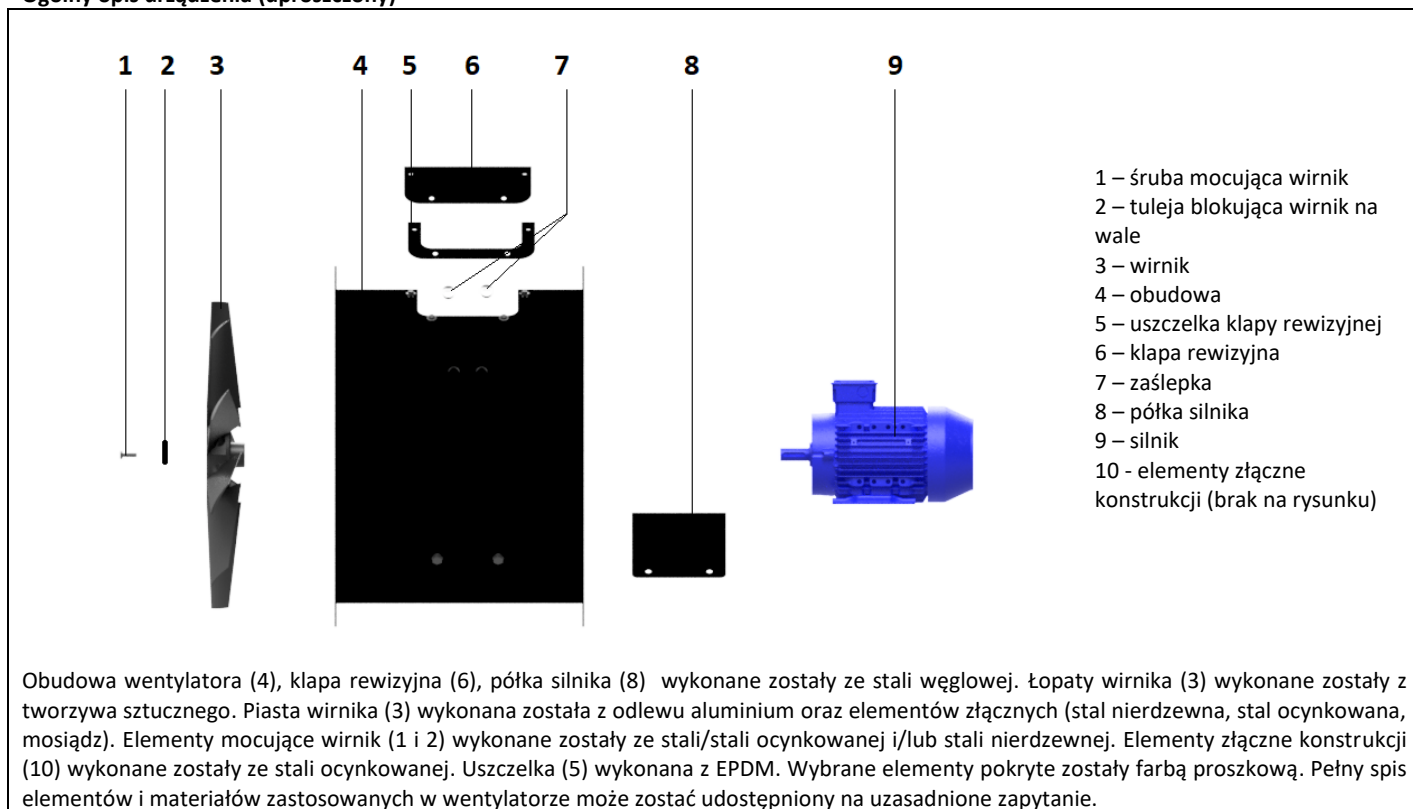 Ogólny opis urządzenia (uproszczony)
1 2 3 4 5 6 7 8 9
1 – śruba mocująca wirnik
2 – tuleja blokująca wirnik na
wale
3 – wirnik
4 – obudowa
5 – uszczelka klapy rewizyjnej
6 – klapa rewizyjna
7 – zaślepka
8 – półka silnika
9 – silnik
10 - elementy złączne
konstrukcji (brak na rysunku)
Obudowa wentylatora (4), klapa rewizyjna (6), półka silnika (8) wykonane zostały ze stali węglowej. Łopaty wirnika (3) wykonane zostały z
tworzywa sztucznego. Piasta wirnika (3) wykonana została z odlewu aluminium oraz elementów złącznych (stal nierdzewna, stal ocynkowana,
mosiądz). Elementy mocujące wirnik (1 i 2) wykonane zostały ze stali/stali ocynkowanej i/lub stali nierdzewnej. Elementy złączne konstrukcji
(10) wykonane zostały ze stali ocynkowanej. Uszczelka (5) wykonana z EPDM. Wybrane elementy pokryte zostały farbą proszkową. Pełny spis
elementów i materiałów zastosowanych w wentylatorze może zostać udostępniony na uzasadnione zapytanie.